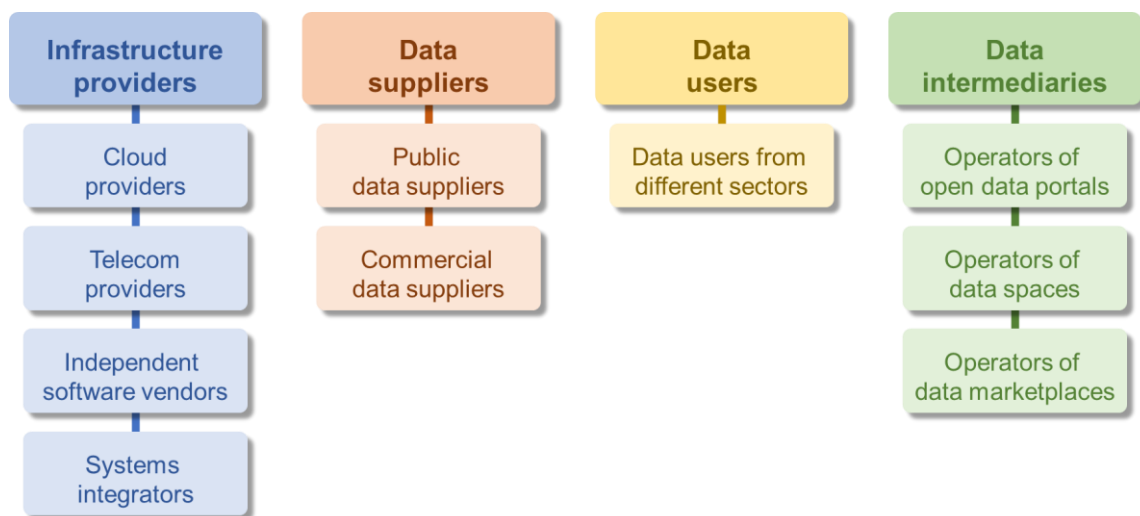 Infrastructure
providers
Cloud
providers
Telecom
providers
Independent
software vendors
Systems
integrators
Data
suppliers
Public
data suppliers
Commercial
data suppliers
Data
users
Data users from
different sectors
Data
intermediaries
Operators of
open data portals
Operators of
data spaces
Operators of
data marketplaces